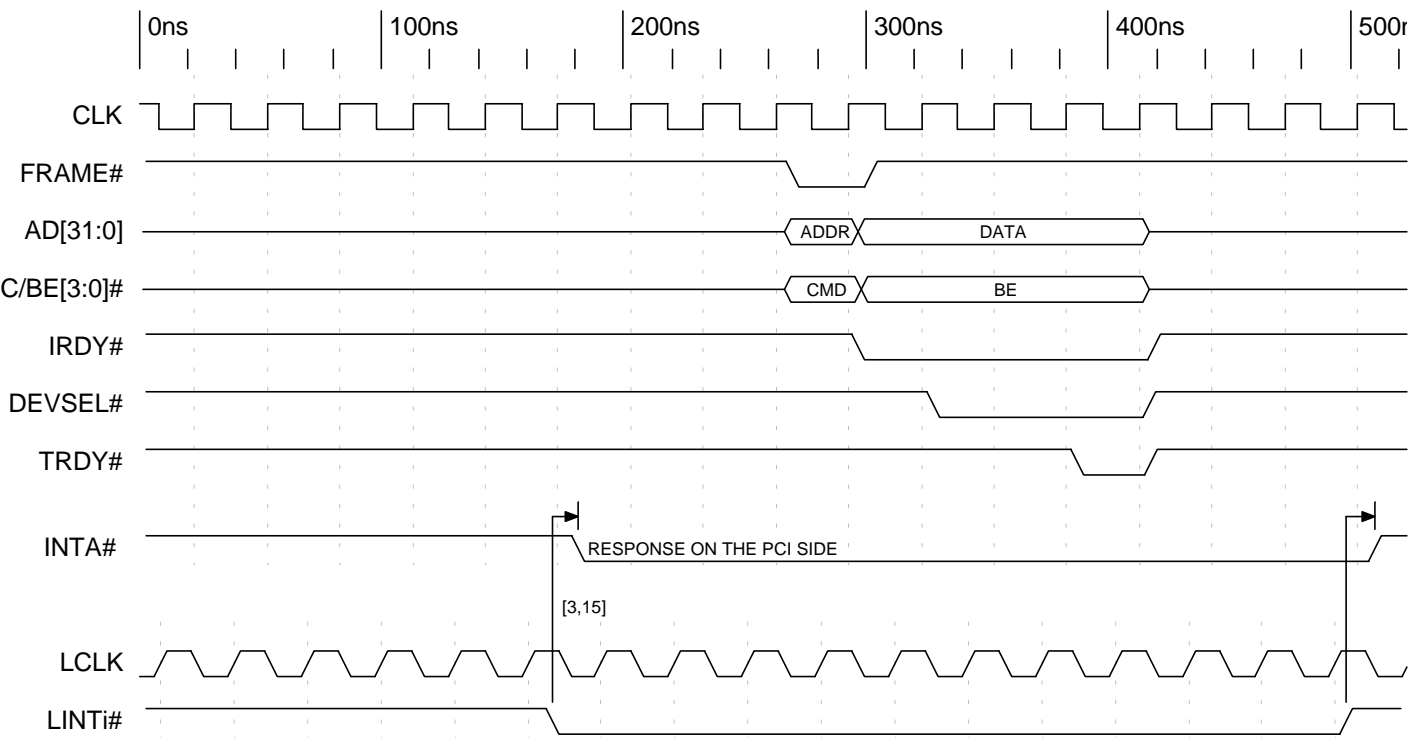 0ns 100ns 200ns 300ns 400ns 500n
CLK
FRAME#
AD[31:0] ADDR DATA
C/BE[3:0]# CMD BE
IRDY#
DEVSEL#
TRDY#
INTA# RESPONSE ON THE PCI SIDE
[3,15]
LCLK
LINTi#